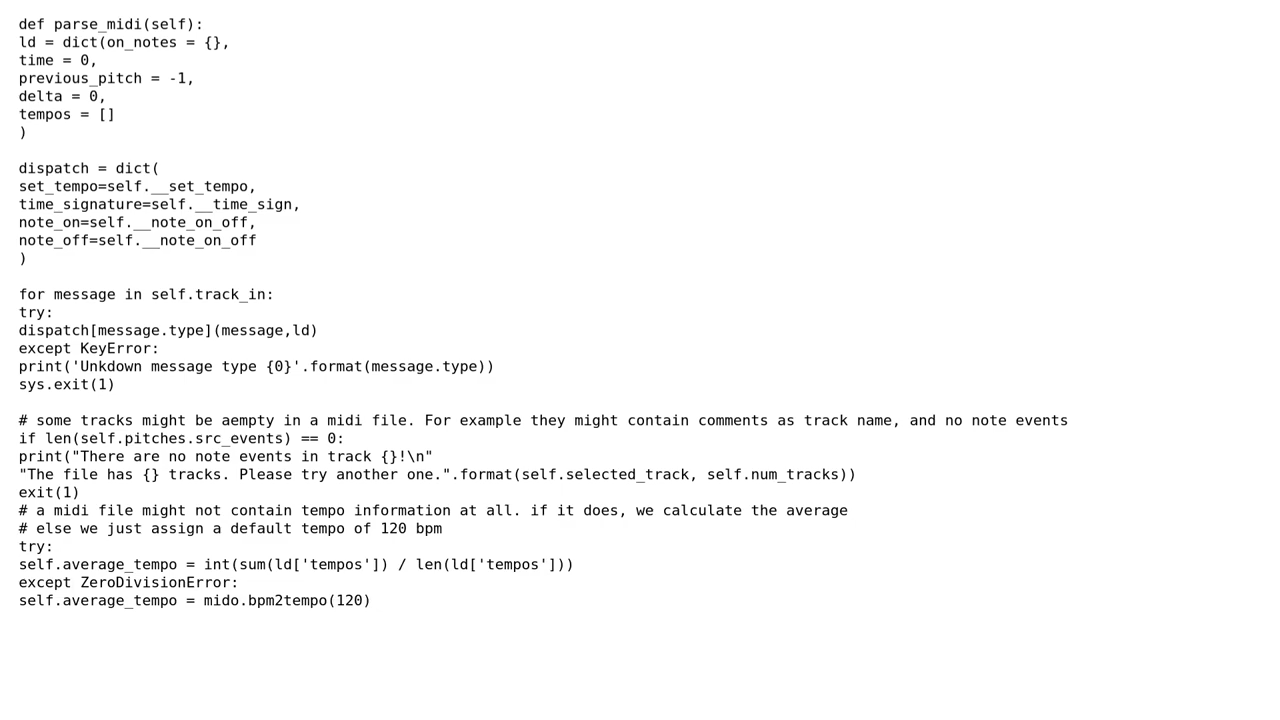 def parse_midi(self):
ld = dict(on_notes = {},
time = 0,
previous_pitch = -1,
delta = 0,
tempos = []
)

dispatch = dict(
set_tempo=self.__set_tempo,
time_signature=self.__time_sign,
note_on=self.__note_on_off,
note_off=self.__note_on_off
)

for message in self.track_in:
try:
dispatch[message.type](message,ld)
except KeyError:
print('Unkdown message type {0}'.format(message.type))
sys.exit(1)

# some tracks might be aempty in a midi file. For example they might contain comments as track name, and no note events
if len(self.pitches.src_events) == 0:
print("There are no note events in track {}!\n"
"The file has {} tracks. Please try another one.".format(self.selected_track, self.num_tracks))
exit(1)
# a midi file might not contain tempo information at all. if it does, we calculate the average
# else we just assign a default tempo of 120 bpm
try:
self.average_tempo = int(sum(ld['tempos']) / len(ld['tempos']))
except ZeroDivisionError:
self.average_tempo = mido.bpm2tempo(120)